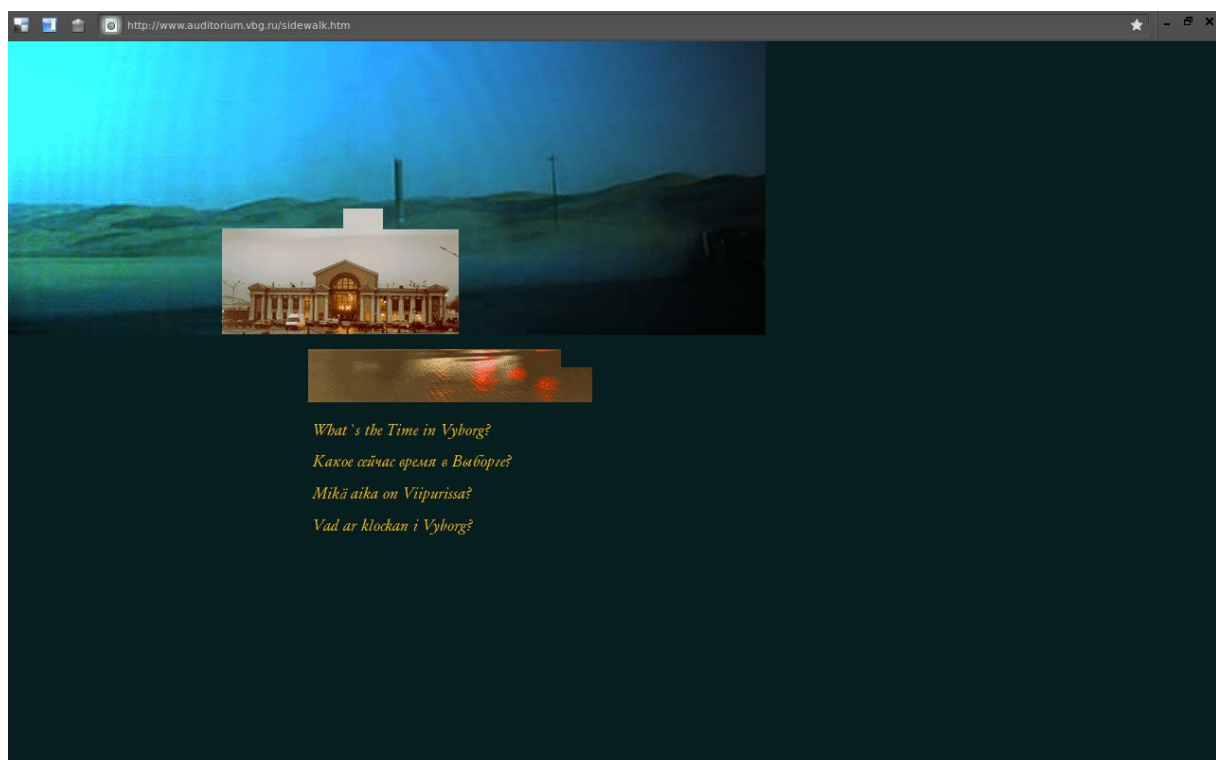 http://www.auditorium.vbg.ru/sidewalk.htm
What`s the Time in Vyborg?
Какое сейчас время в Выборге?
Mikä aika on Viipurissa?
Vad ar klockan i Vyborg?